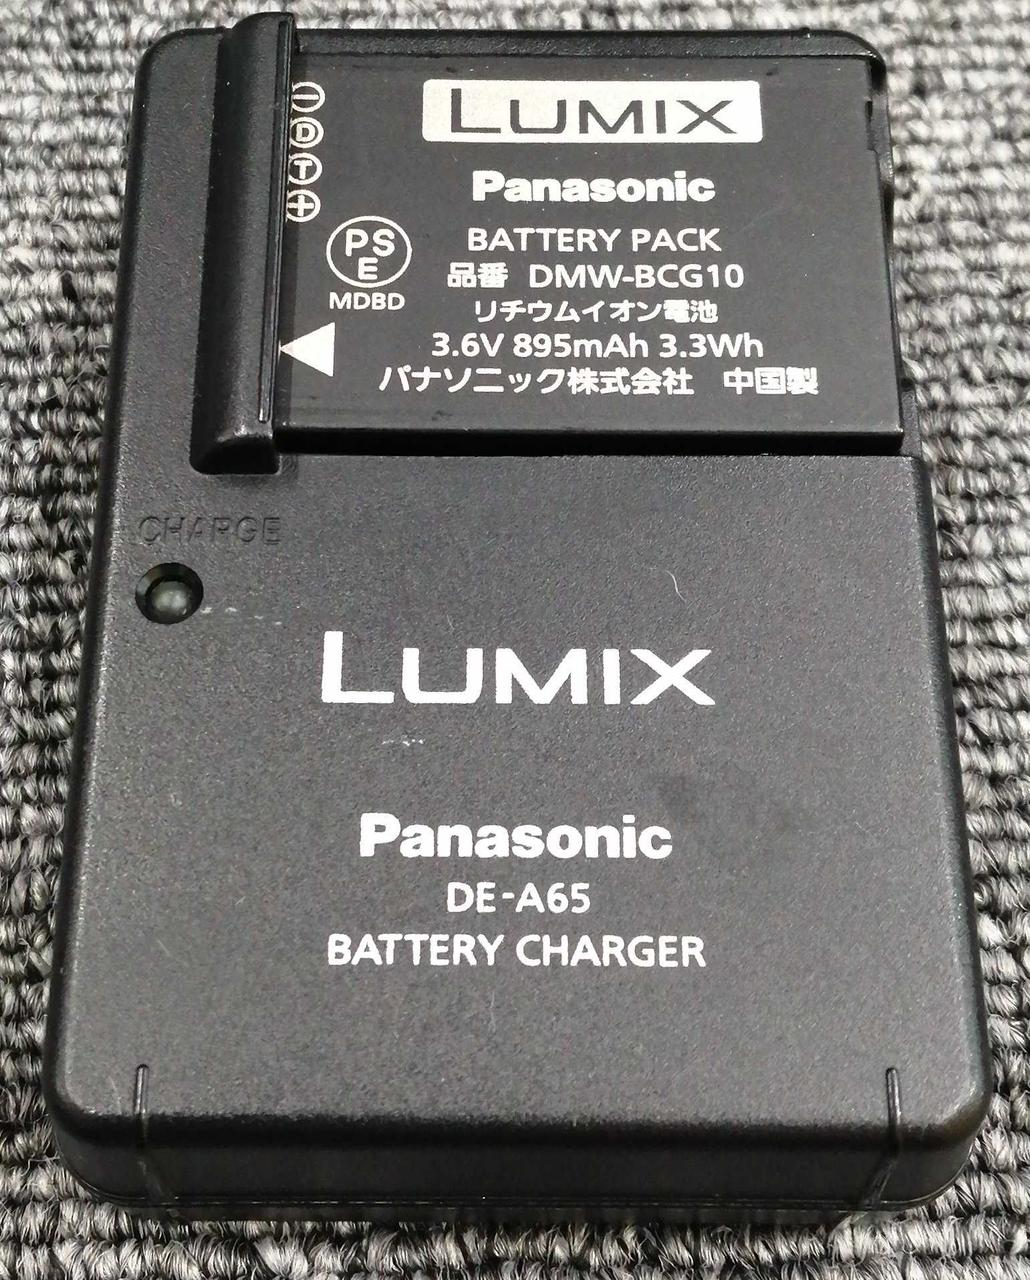 LUMIX
Panasonic
BATTERY PACK
品番 DMW-BCG10
リチウムイオン電池
3.6V 895mAh 3.3Wh
パナソニック株式会社 中国製
− D T +
PS
E
MDBD
CHARGE
LUMIX
Panasonic
DE-A65
BATTERY CHARGER